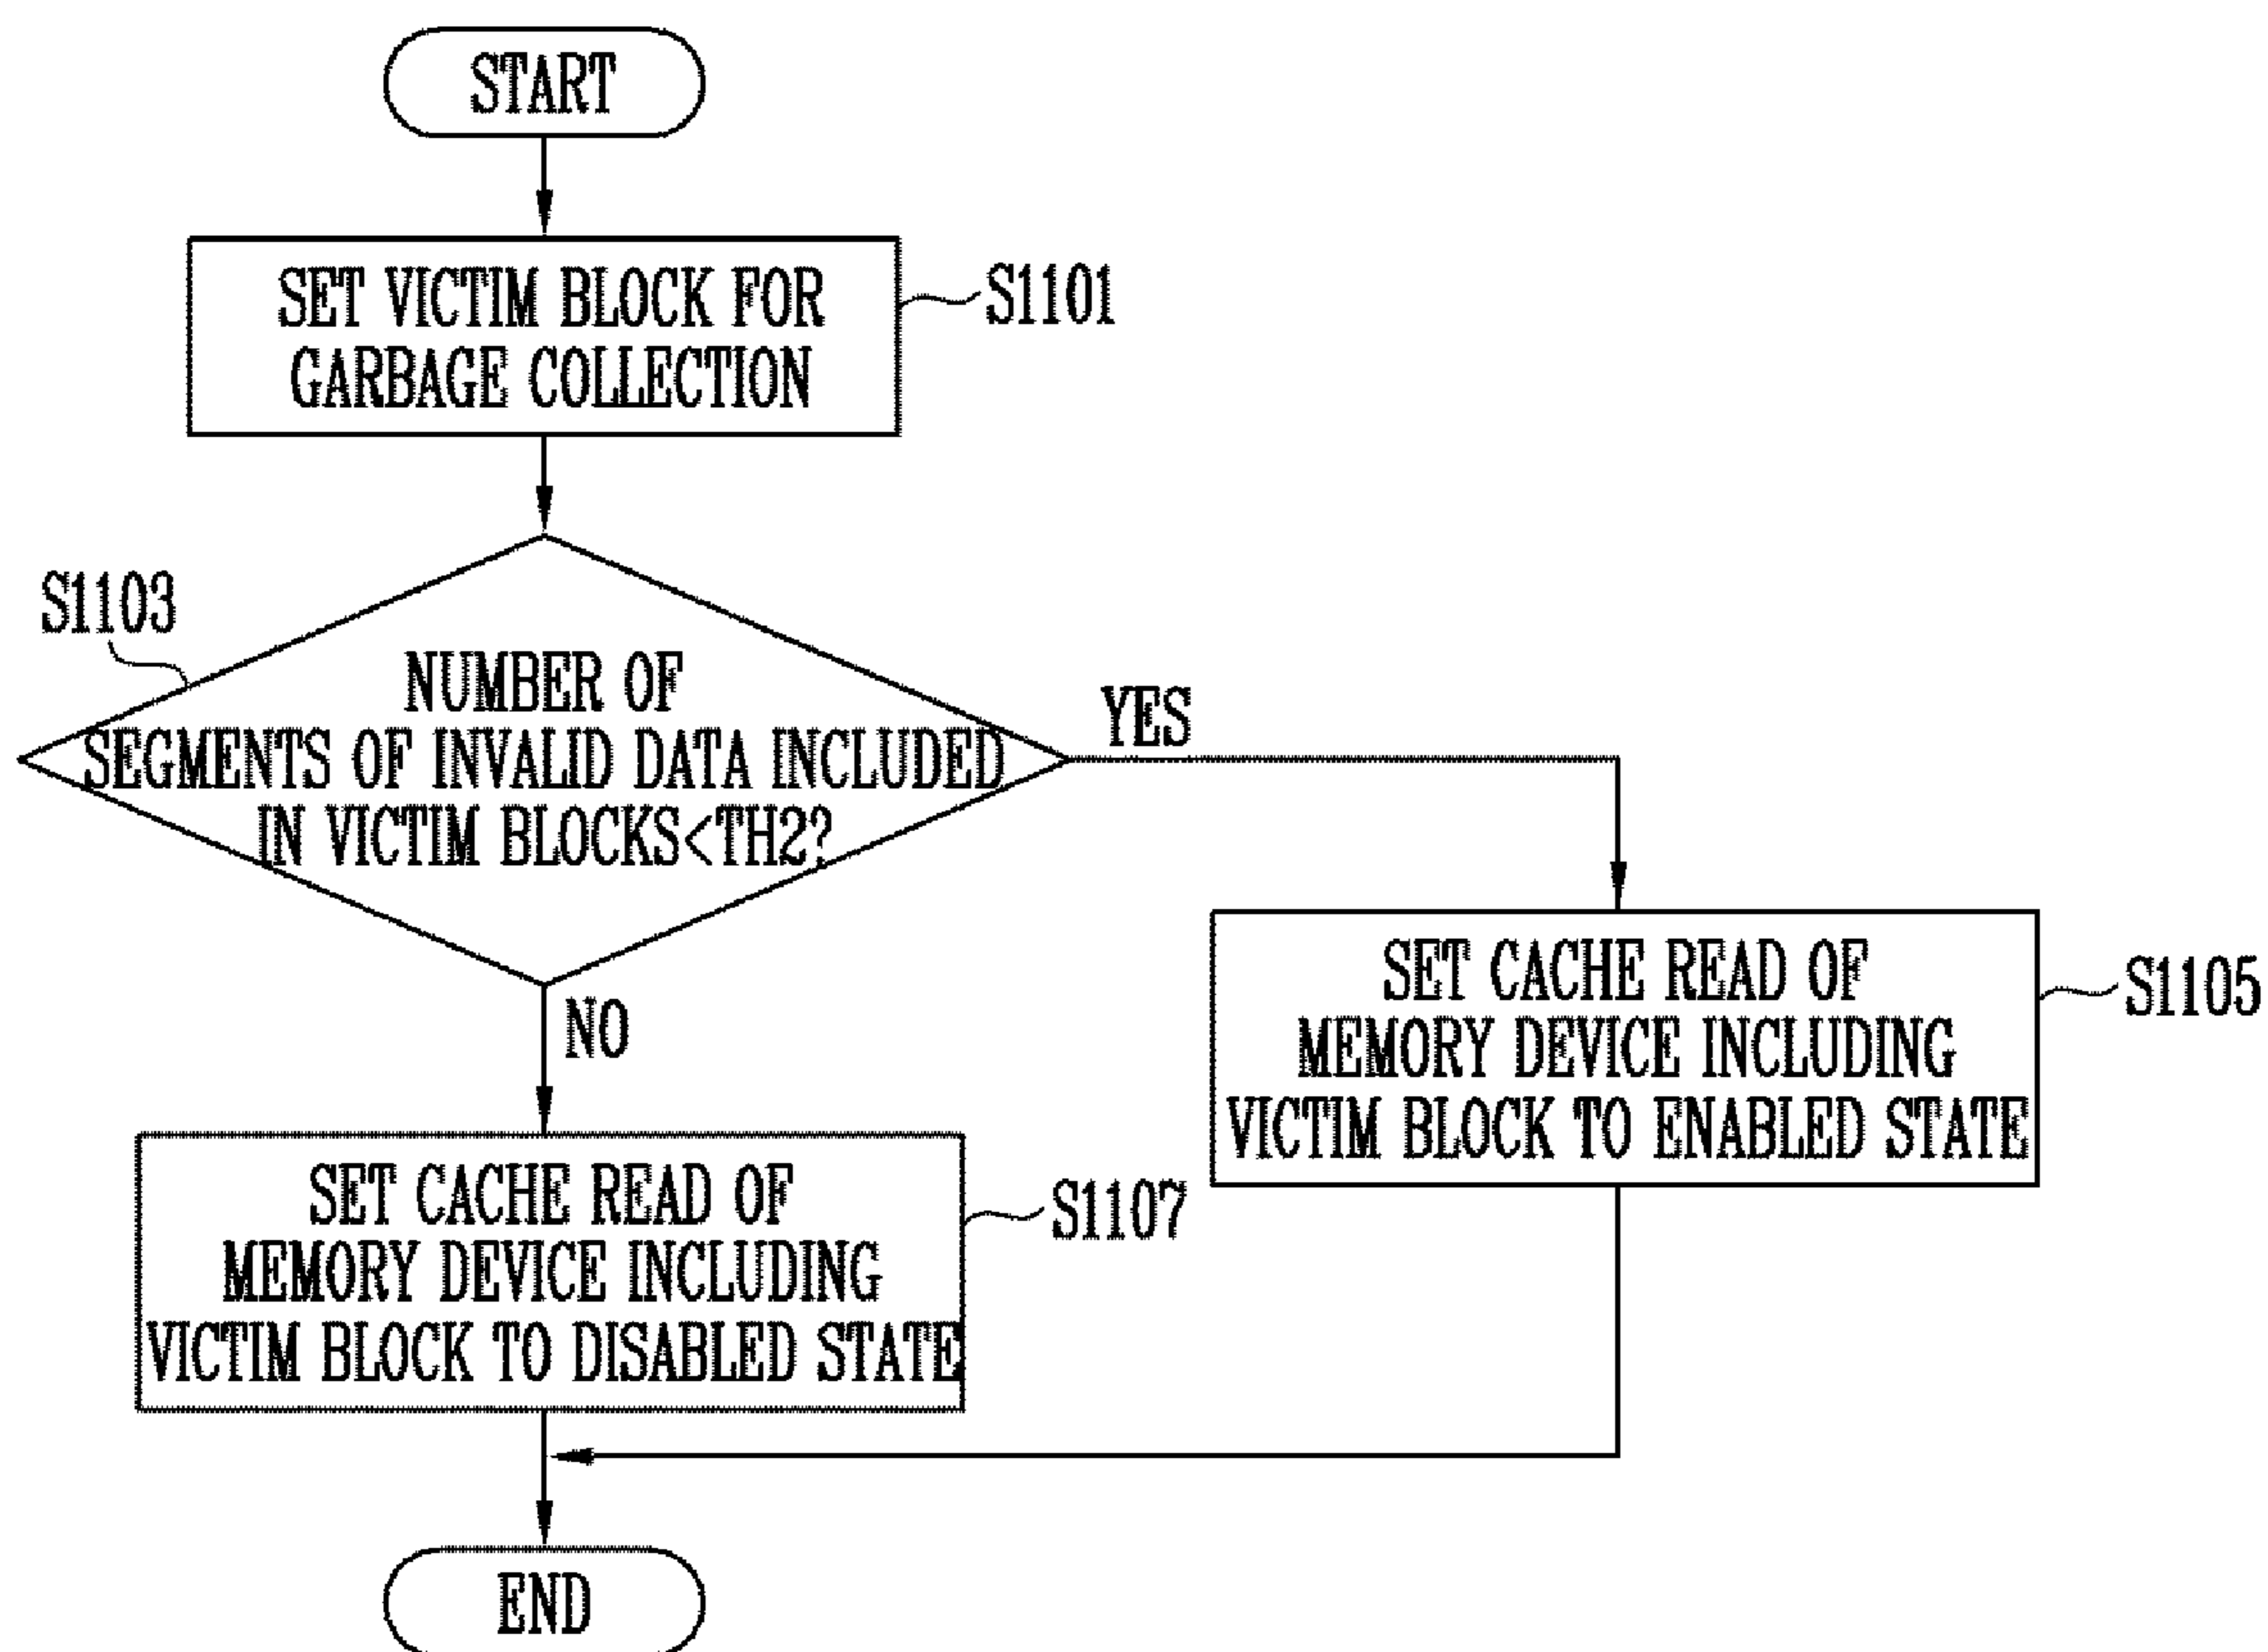 START
SET VICTIM BLOCK FOR
GARBAGE COLLECTION
S1101
S1103
NUMBER OF
SEGMENTS OF INVALID DATA INCLUDED
IN VICTIM BLOCKS<TH2?
YES
NO
SET CACHE READ OF
MEMORY DEVICE INCLUDING
VICTIM BLOCK TO ENABLED STATE
S1105
SET CACHE READ OF
MEMORY DEVICE INCLUDING
VICTIM BLOCK TO DISABLED STATE
S1107
END